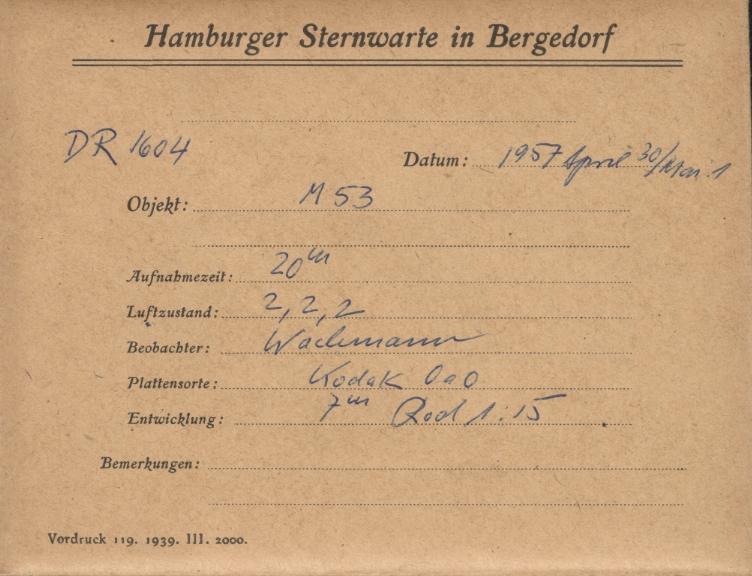 Hamburger Sternwarte in Bergedorf
DR 1604
Datum: 1957 April 30/Mai 1
Objekt: M 53
Aufnahmezeit: 20m
Luftzustand: 2, 2, 2
Beobachter: Wachmann
Plattensorte: Kodak 0a0
Entwicklung: 7m Rod 1:15
Bemerkungen:
Vordruck 119. 1939. III. 2000.